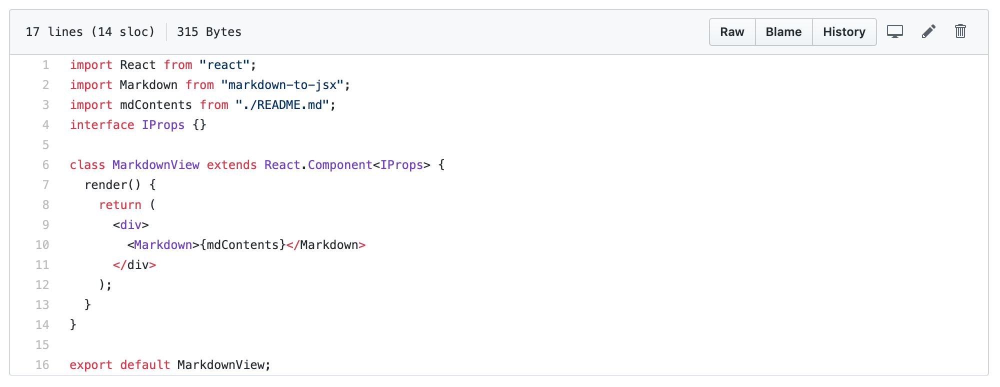 17 lines (14 sloc) 315 Bytes Raw Blame History
1 import React from "react";
2 import Markdown from "markdown-to-jsx";
3 import mdContents from "./README.md";
4 interface IProps {}
5
6 class MarkdownView extends React.Component<IProps> {
7   render() {
8     return (
9       <div>
10         <Markdown>{mdContents}</Markdown>
11       </div>
12     );
13   }
14 }
15
16 export default MarkdownView;